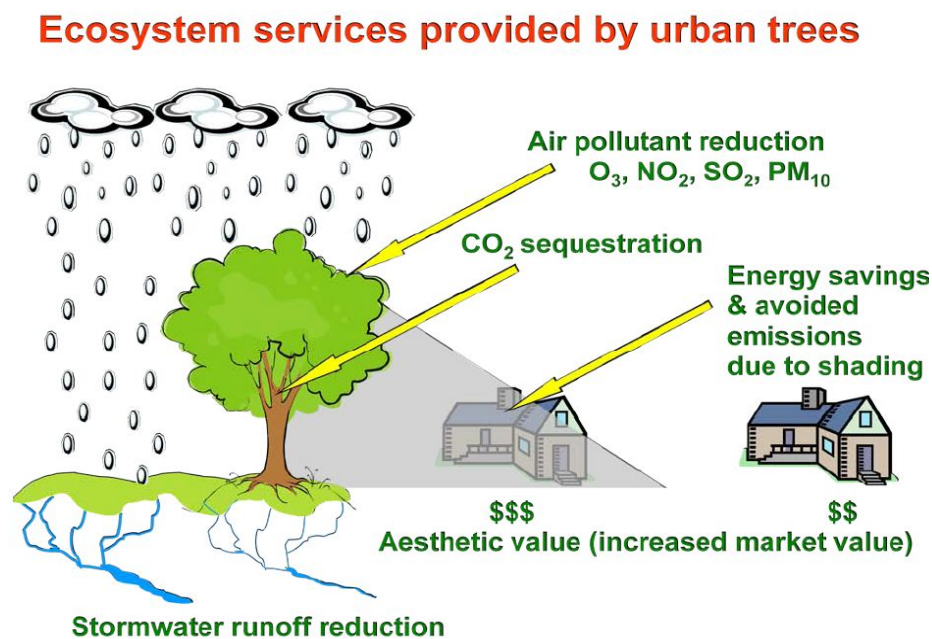 Ecosystem services provided by urban trees
Air pollutant reduction
O₃, NO₂, SO₂, PM₁₀
CO₂ sequestration
Energy savings
& avoided
emissions
due to shading
$$$
$$
Aesthetic value (increased market value)
Stormwater runoff reduction